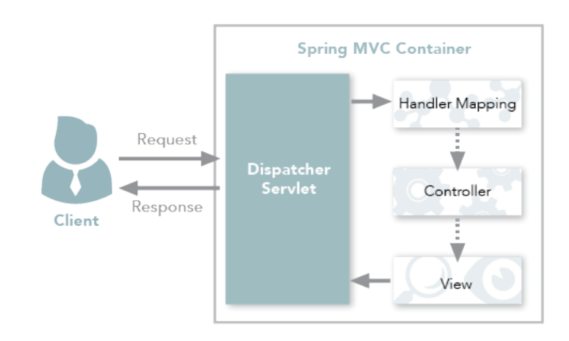 Spring MVC Container
Handler Mapping
Request
Dispatcher
Servlet
Controller
Response
Client
View